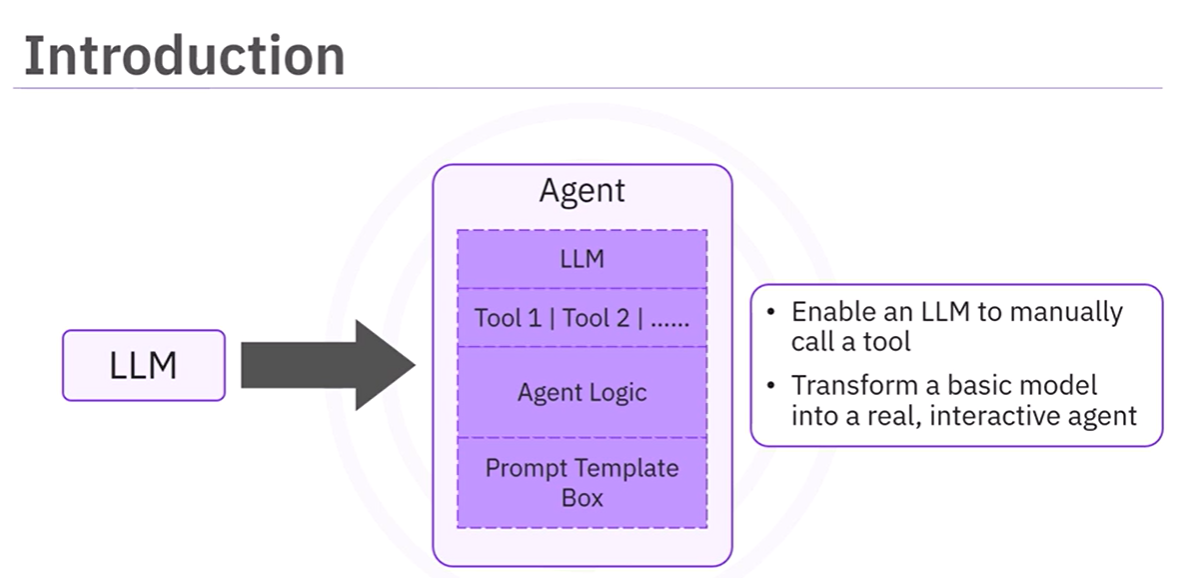 Introduction
LLM
Agent
LLM
Tool 1 | Tool 2 | ......
Agent Logic
Prompt Template
Box
• Enable an LLM to manually
call a tool
• Transform a basic model
into a real, interactive agent